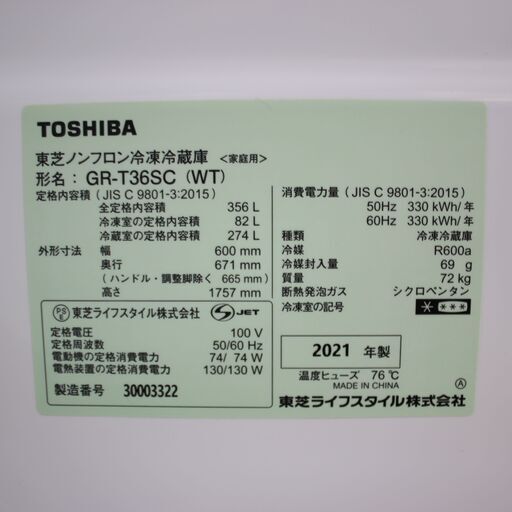 TOSHIBA
東芝ノンフロン冷凍冷蔵庫 <家庭用>
形名: GR-T36SC (WT)
定格内容積 (JIS C 9801-3:2015)
全定格内容積 356 L
冷凍室の定格内容積 82 L
冷蔵室の定格内容積 274 L
外形寸法 幅 600 mm
奥行 671 mm
(ハンドル・調整脚除く 665 mm)
高さ 1757 mm
PS E 東芝ライフスタイル株式会社 S JET
定格電圧 100 V
定格周波数 50/60 Hz
電動機の定格消費電力 74/ 74 W
電熱装置の定格消費電力 130/130 W
製造番号 30003322
消費電力量 (JIS C 9801-3:2015)
50Hz 330 kWh/年
60Hz 330 kWh/年
種類 冷凍冷蔵庫
冷媒 R600a
冷媒封入量 69 g
質量 72 kg
断熱発泡ガス シクロペンタン
冷凍室の記号 * ***
2021 年製
温度ヒューズ 76℃
MADE IN CHINA
A
東芝ライフスタイル株式会社